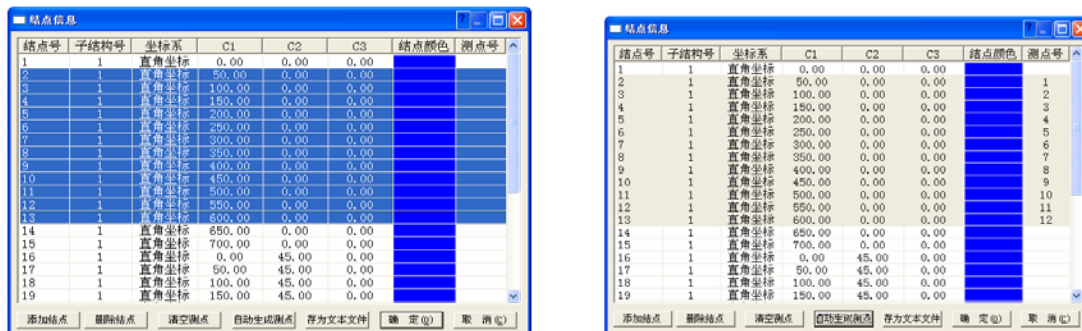 结点信息
结点号 子结构号 坐标系 C1 C2 C3 结点颜色 测点号
1 1 直角坐标 0.00 0.00 0.00
2 1 直角坐标 50.00 0.00 0.00
3 1 直角坐标 100.00 0.00 0.00
4 1 直角坐标 150.00 0.00 0.00
5 1 直角坐标 200.00 0.00 0.00
6 1 直角坐标 250.00 0.00 0.00
7 1 直角坐标 300.00 0.00 0.00
8 1 直角坐标 350.00 0.00 0.00
9 1 直角坐标 400.00 0.00 0.00
10 1 直角坐标 450.00 0.00 0.00
11 1 直角坐标 500.00 0.00 0.00
12 1 直角坐标 550.00 0.00 0.00
13 1 直角坐标 600.00 0.00 0.00
14 1 直角坐标 650.00 0.00 0.00
15 1 直角坐标 700.00 0.00 0.00
16 1 直角坐标 0.00 45.00 0.00
17 1 直角坐标 50.00 45.00 0.00
18 1 直角坐标 100.00 45.00 0.00
19 1 直角坐标 150.00 45.00 0.00
添加结点 删除结点 清空测点 自动生成测点 存为文本文件 确 定(O) 取 消(C)
结点信息
结点号 子结构号 坐标系 C1 C2 C3 结点颜色 测点号
1 1 直角坐标 0.00 0.00 0.00
2 1 直角坐标 50.00 0.00 0.00 1
3 1 直角坐标 100.00 0.00 0.00 2
4 1 直角坐标 150.00 0.00 0.00 3
5 1 直角坐标 200.00 0.00 0.00 4
6 1 直角坐标 250.00 0.00 0.00 5
7 1 直角坐标 300.00 0.00 0.00 6
8 1 直角坐标 350.00 0.00 0.00 7
9 1 直角坐标 400.00 0.00 0.00 8
10 1 直角坐标 450.00 0.00 0.00 9
11 1 直角坐标 500.00 0.00 0.00 10
12 1 直角坐标 550.00 0.00 0.00 11
13 1 直角坐标 600.00 0.00 0.00 12
14 1 直角坐标 650.00 0.00 0.00
15 1 直角坐标 700.00 0.00 0.00
16 1 直角坐标 0.00 45.00 0.00
17 1 直角坐标 50.00 45.00 0.00
18 1 直角坐标 100.00 45.00 0.00
19 1 直角坐标 150.00 45.00 0.00
添加结点 删除结点 清空测点 自动生成测点 存为文本文件 确 定(O) 取 消(C)